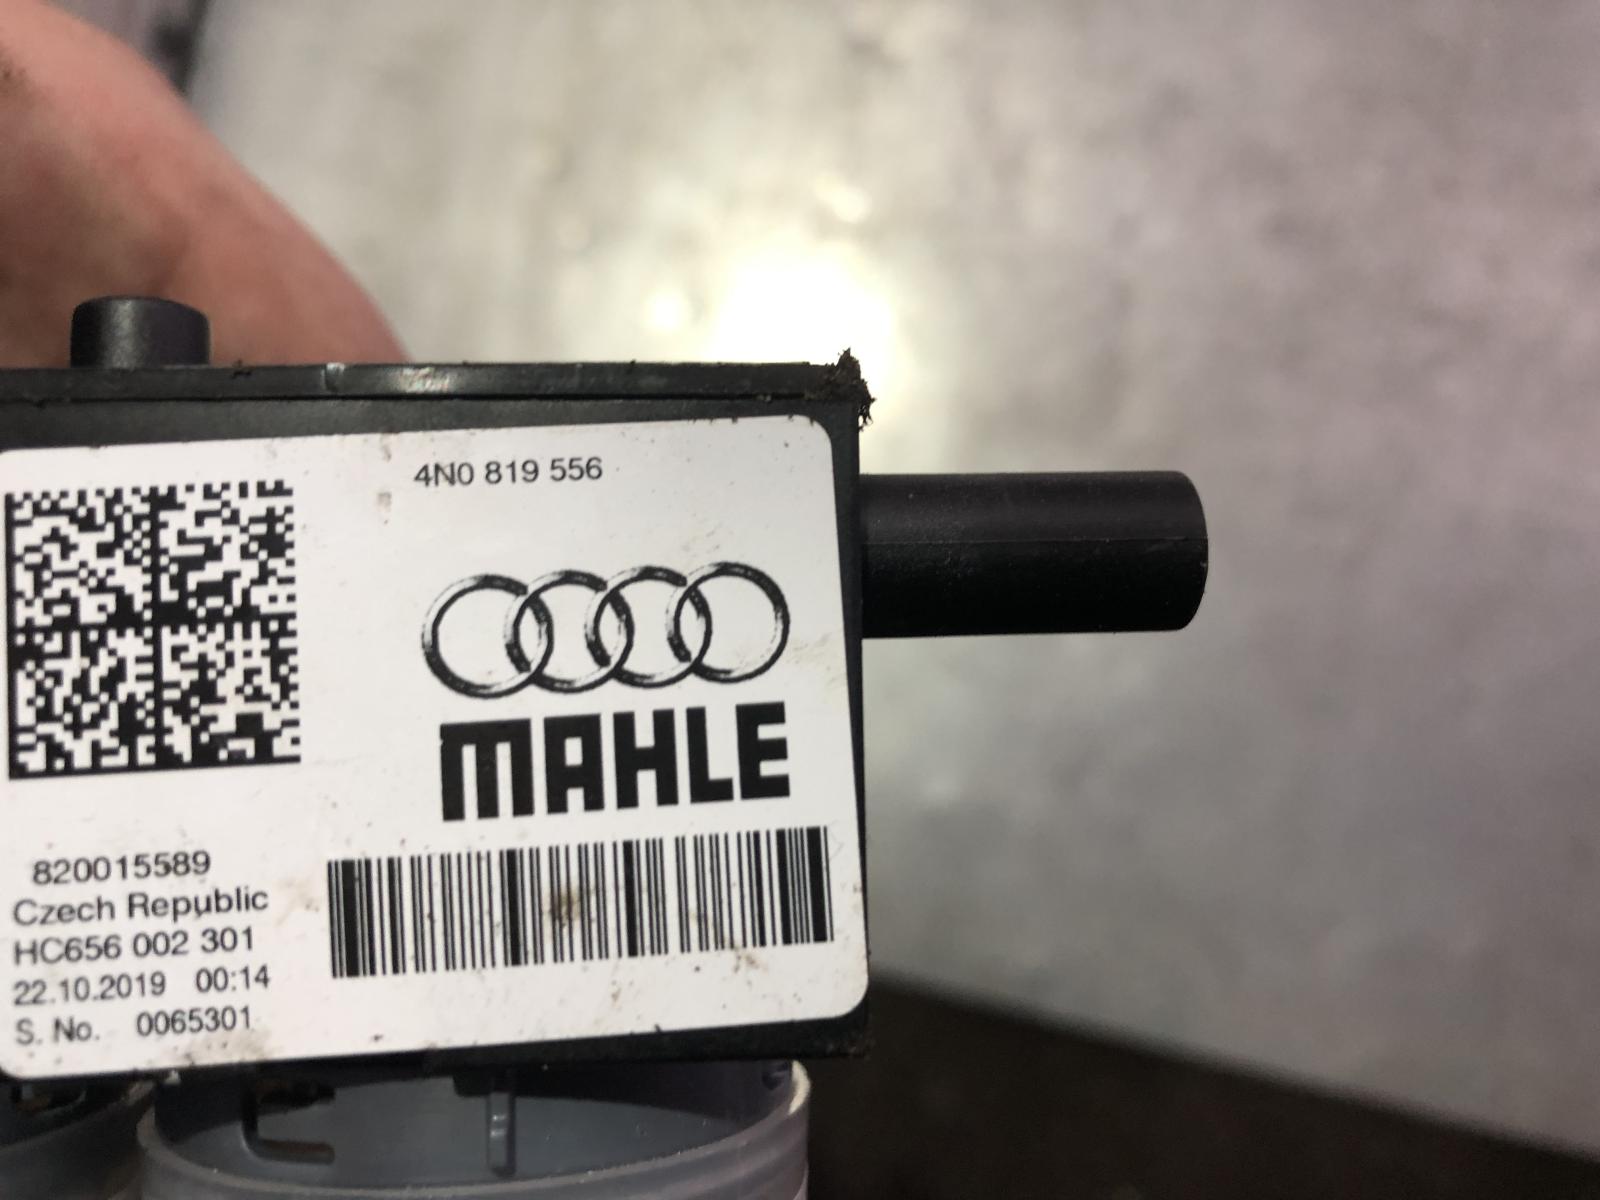 4N0 819 556
MAHLE
820015589
Czech Republic
HC656 002 301
22.10.2019 00:14
S. No. 0065301